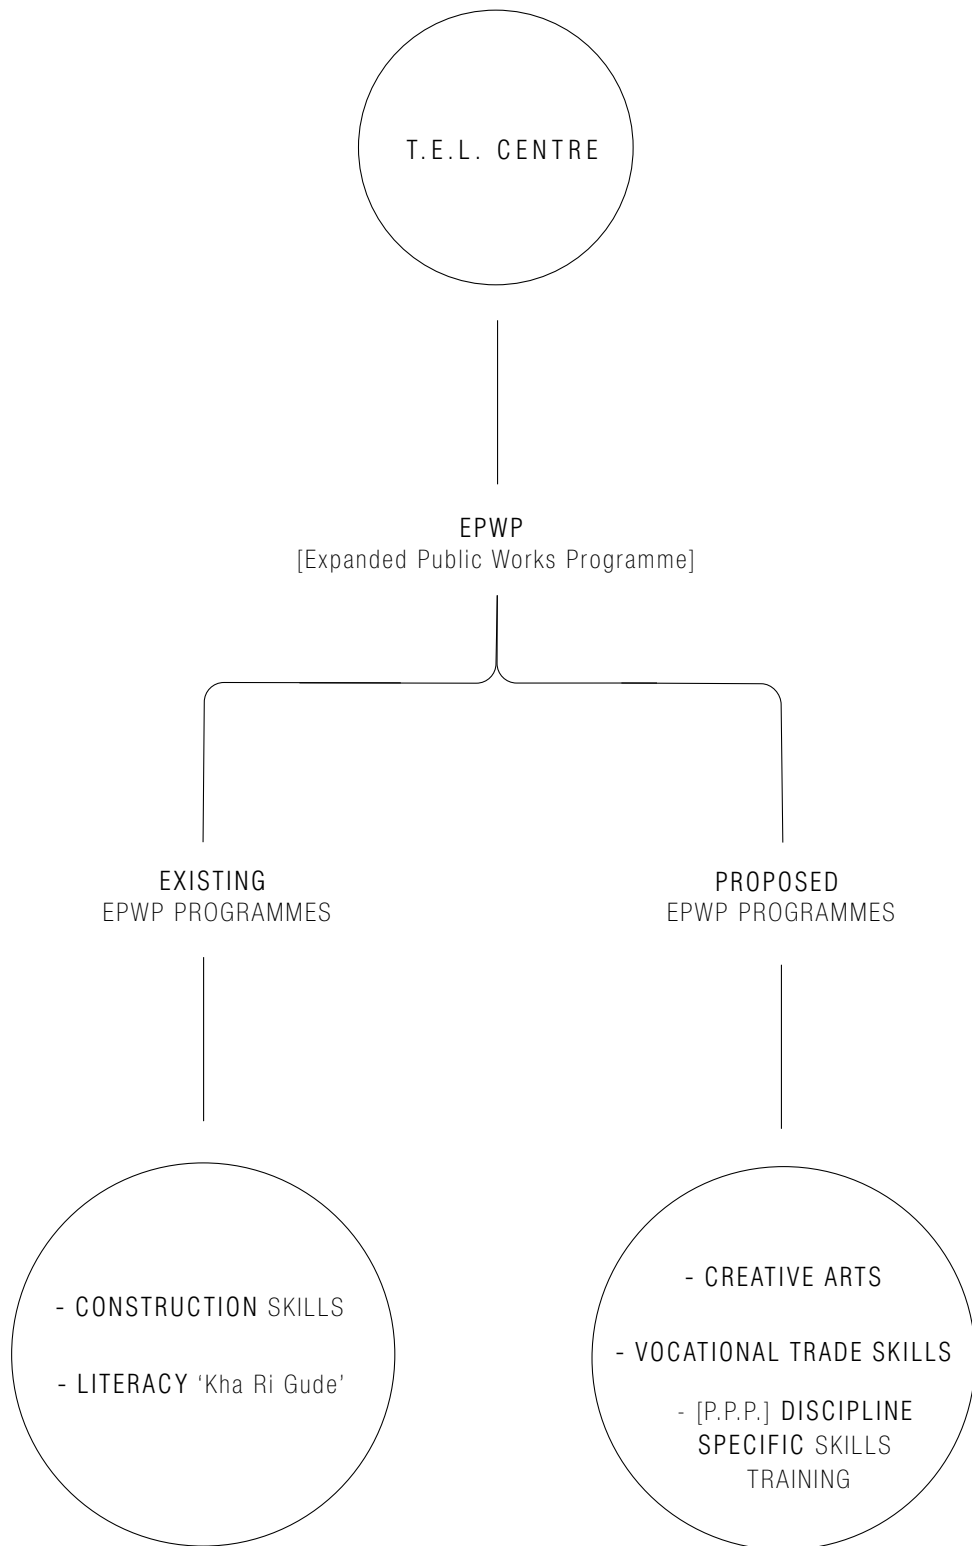 T.E.L. CENTRE
EPWP
[Expanded Public Works Programme]
EXISTING
EPWP PROGRAMMES
PROPOSED
EPWP PROGRAMMES
- CONSTRUCTION SKILLS
- LITERACY ‘Kha Ri Gude’
- CREATIVE ARTS
- VOCATIONAL TRADE SKILLS
- [P.P.P.] DISCIPLINE
SPECIFIC SKILLS
TRAINING